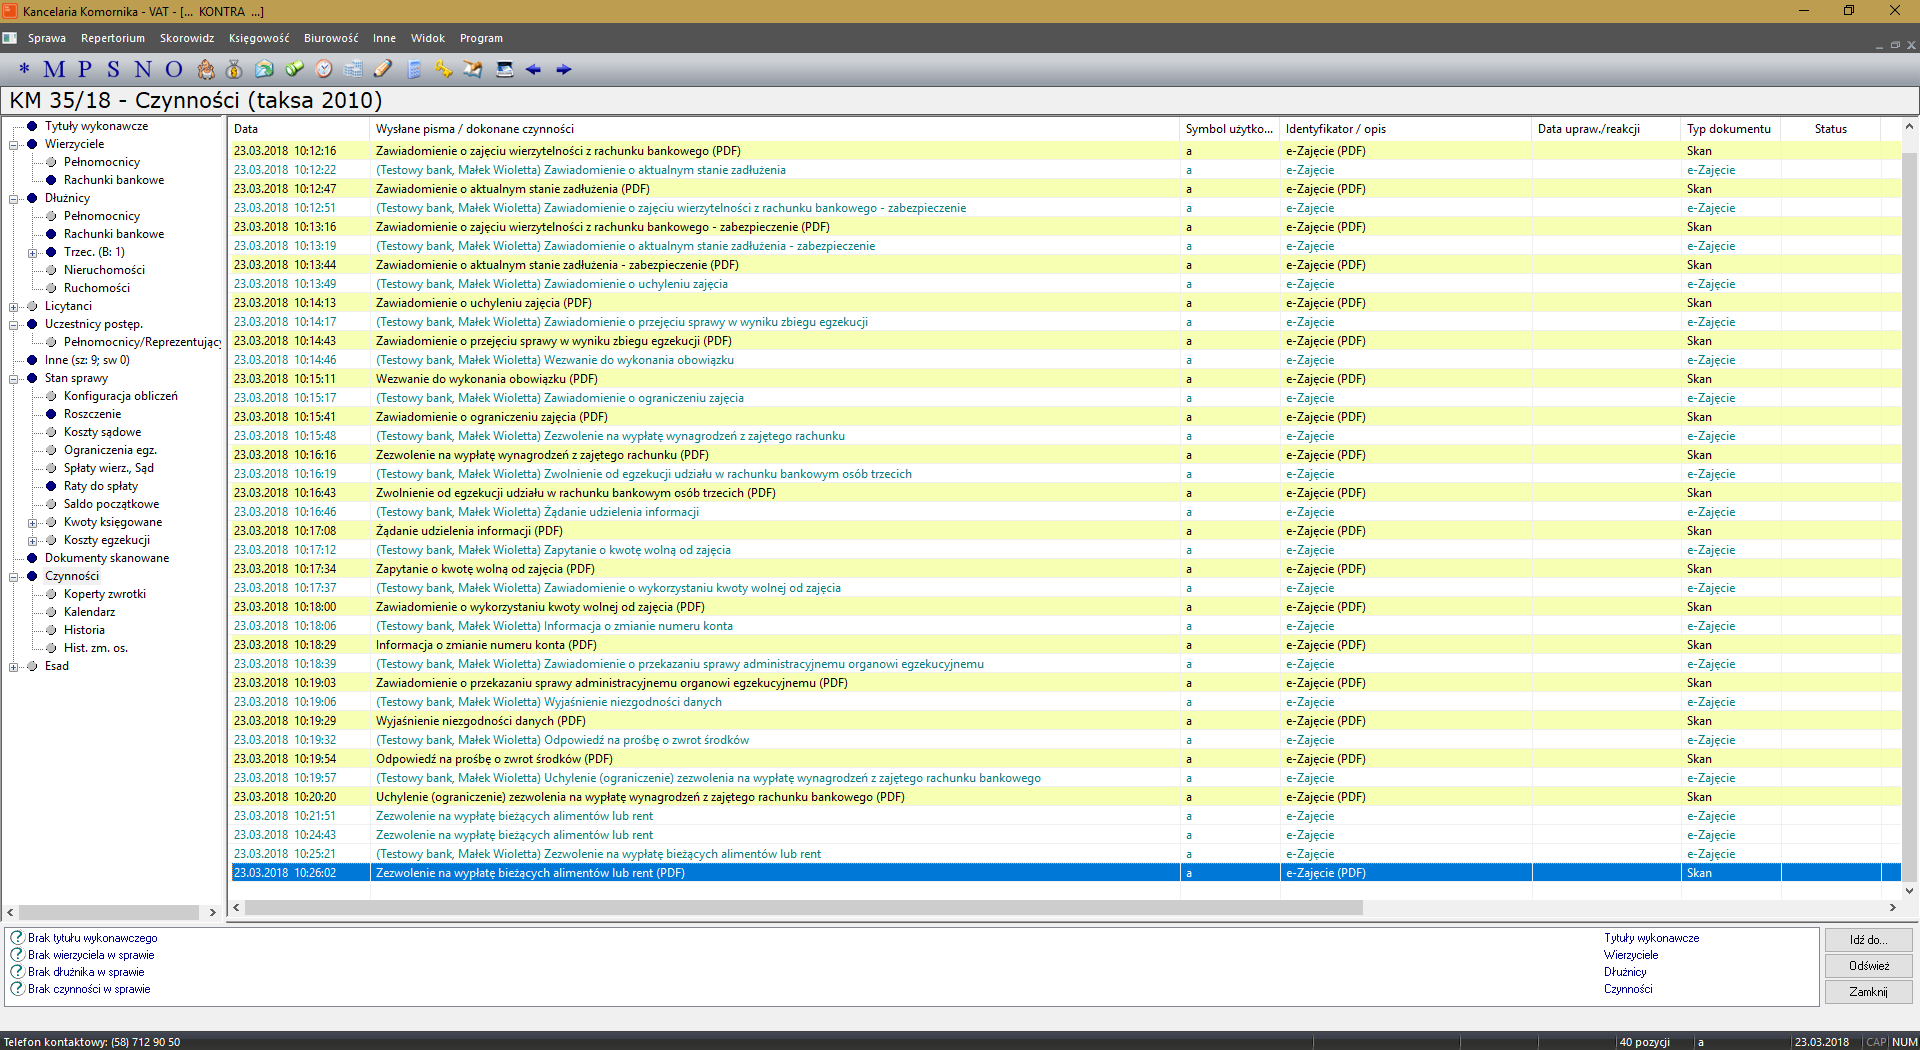 Kancelaria Komornika - VAT - [... KONTRA ...]
Sprawa Repertorium Skorowidz Księgowość Biurowość Inne Widok Program
* M P S N O
KM 35/18 - Czynności (taksa 2010)
Tytuły wykonawcze
Wierzyciele
Pełnomocnicy
Rachunki bankowe
Dłużnicy
Pełnomocnicy
Rachunki bankowe
Trzec. (B: 1)
Nieruchomości
Ruchomości
Licytanci
Uczestnicy postęp.
Pełnomocnicy/Reprezentujący
Inne (sz: 9; sw 0)
Stan sprawy
Konfiguracja obliczeń
Roszczenie
Koszty sądowe
Ograniczenia egz.
Spłaty wierz., Sąd
Raty do spłaty
Saldo początkowe
Kwoty księgowane
Koszty egzekucji
Dokumenty skanowane
Czynności
Koperty zwrotki
Kalendarz
Historia
Hist. zm. os.
Esad
Data Wysłane pisma / dokonane czynności Symbol użytko... Identyfikator / opis Data upraw./reakcji Typ dokumentu Status
23.03.2018 10:12:16 Zawiadomienie o zajęciu wierzytelności z rachunku bankowego (PDF) a e-Zajęcie (PDF) Skan
23.03.2018 10:12:22 (Testowy bank, Małek Wioletta) Zawiadomienie o aktualnym stanie zadłużenia a e-Zajęcie e-Zajęcie
23.03.2018 10:12:47 Zawiadomienie o aktualnym stanie zadłużenia (PDF) a e-Zajęcie (PDF) Skan
23.03.2018 10:12:51 (Testowy bank, Małek Wioletta) Zawiadomienie o zajęciu wierzytelności z rachunku bankowego - zabezpieczenie a e-Zajęcie e-Zajęcie
23.03.2018 10:13:16 Zawiadomienie o zajęciu wierzytelności z rachunku bankowego - zabezpieczenie (PDF) a e-Zajęcie (PDF) Skan
23.03.2018 10:13:19 (Testowy bank, Małek Wioletta) Zawiadomienie o aktualnym stanie zadłużenia - zabezpieczenie a e-Zajęcie e-Zajęcie
23.03.2018 10:13:44 Zawiadomienie o aktualnym stanie zadłużenia - zabezpieczenie (PDF) a e-Zajęcie (PDF) Skan
23.03.2018 10:13:49 (Testowy bank, Małek Wioletta) Zawiadomienie o uchyleniu zajęcia a e-Zajęcie e-Zajęcie
23.03.2018 10:14:13 Zawiadomienie o uchyleniu zajęcia (PDF) a e-Zajęcie (PDF) Skan
23.03.2018 10:14:17 (Testowy bank, Małek Wioletta) Zawiadomienie o przejęciu sprawy w wyniku zbiegu egzekucji a e-Zajęcie e-Zajęcie
23.03.2018 10:14:43 Zawiadomienie o przejęciu sprawy w wyniku zbiegu egzekucji (PDF) a e-Zajęcie (PDF) Skan
23.03.2018 10:14:46 (Testowy bank, Małek Wioletta) Wezwanie do wykonania obowiązku a e-Zajęcie e-Zajęcie
23.03.2018 10:15:11 Wezwanie do wykonania obowiązku (PDF) a e-Zajęcie (PDF) Skan
23.03.2018 10:15:17 (Testowy bank, Małek Wioletta) Zawiadomienie o ograniczeniu zajęcia a e-Zajęcie e-Zajęcie
23.03.2018 10:15:41 Zawiadomienie o ograniczeniu zajęcia (PDF) a e-Zajęcie (PDF) Skan
23.03.2018 10:15:48 (Testowy bank, Małek Wioletta) Zezwolenie na wypłatę wynagrodzeń z zajętego rachunku a e-Zajęcie e-Zajęcie
23.03.2018 10:16:16 Zezwolenie na wypłatę wynagrodzeń z zajętego rachunku (PDF) a e-Zajęcie (PDF) Skan
23.03.2018 10:16:19 (Testowy bank, Małek Wioletta) Zwolnienie od egzekucji udziału w rachunku bankowym osób trzecich a e-Zajęcie e-Zajęcie
23.03.2018 10:16:43 Zwolnienie od egzekucji udziału w rachunku bankowym osób trzecich (PDF) a e-Zajęcie (PDF) Skan
23.03.2018 10:16:46 (Testowy bank, Małek Wioletta) Żądanie udzielenia informacji a e-Zajęcie e-Zajęcie
23.03.2018 10:17:08 Żądanie udzielenia informacji (PDF) a e-Zajęcie (PDF) Skan
23.03.2018 10:17:12 (Testowy bank, Małek Wioletta) Zapytanie o kwotę wolną od zajęcia a e-Zajęcie e-Zajęcie
23.03.2018 10:17:34 Zapytanie o kwotę wolną od zajęcia (PDF) a e-Zajęcie (PDF) Skan
23.03.2018 10:17:37 (Testowy bank, Małek Wioletta) Zawiadomienie o wykorzystaniu kwoty wolnej od zajęcia a e-Zajęcie e-Zajęcie
23.03.2018 10:18:00 Zawiadomienie o wykorzystaniu kwoty wolnej od zajęcia (PDF) a e-Zajęcie (PDF) Skan
23.03.2018 10:18:06 (Testowy bank, Małek Wioletta) Informacja o zmianie numeru konta a e-Zajęcie e-Zajęcie
23.03.2018 10:18:29 Informacja o zmianie numeru konta (PDF) a e-Zajęcie (PDF) Skan
23.03.2018 10:18:39 (Testowy bank, Małek Wioletta) Zawiadomienie o przekazaniu sprawy administracyjnemu organowi egzekucyjnemu a e-Zajęcie e-Zajęcie
23.03.2018 10:19:03 Zawiadomienie o przekazaniu sprawy administracyjnemu organowi egzekucyjnemu (PDF) a e-Zajęcie (PDF) Skan
23.03.2018 10:19:06 (Testowy bank, Małek Wioletta) Wyjaśnienie niezgodności danych a e-Zajęcie e-Zajęcie
23.03.2018 10:19:29 Wyjaśnienie niezgodności danych (PDF) a e-Zajęcie (PDF) Skan
23.03.2018 10:19:32 (Testowy bank, Małek Wioletta) Odpowiedź na prośbę o zwrot środków a e-Zajęcie e-Zajęcie
23.03.2018 10:19:54 Odpowiedź na prośbę o zwrot środków (PDF) a e-Zajęcie (PDF) Skan
23.03.2018 10:19:57 (Testowy bank, Małek Wioletta) Uchylenie (ograniczenie) zezwolenia na wypłatę wynagrodzeń z zajętego rachunku bankowego a e-Zajęcie e-Zajęcie
23.03.2018 10:20:20 Uchylenie (ograniczenie) zezwolenia na wypłatę wynagrodzeń z zajętego rachunku bankowego (PDF) a e-Zajęcie (PDF) Skan
23.03.2018 10:21:51 Zezwolenie na wypłatę bieżących alimentów lub rent a e-Zajęcie e-Zajęcie
23.03.2018 10:24:43 Zezwolenie na wypłatę bieżących alimentów lub rent a e-Zajęcie e-Zajęcie
23.03.2018 10:25:21 (Testowy bank, Małek Wioletta) Zezwolenie na wypłatę bieżących alimentów lub rent a e-Zajęcie e-Zajęcie
23.03.2018 10:26:02 Zezwolenie na wypłatę bieżących alimentów lub rent (PDF) a e-Zajęcie (PDF) Skan
Brak tytułu wykonawczego Tytuły wykonawcze
Brak wierzyciela w sprawie Wierzyciele
Brak dłużnika w sprawie Dłużnicy
Brak czynności w sprawie Czynności
Idź do...
Odśwież
Zamknij
Telefon kontaktowy: (58) 712 90 50 40 pozycji a 23.03.2018 CAP NUM